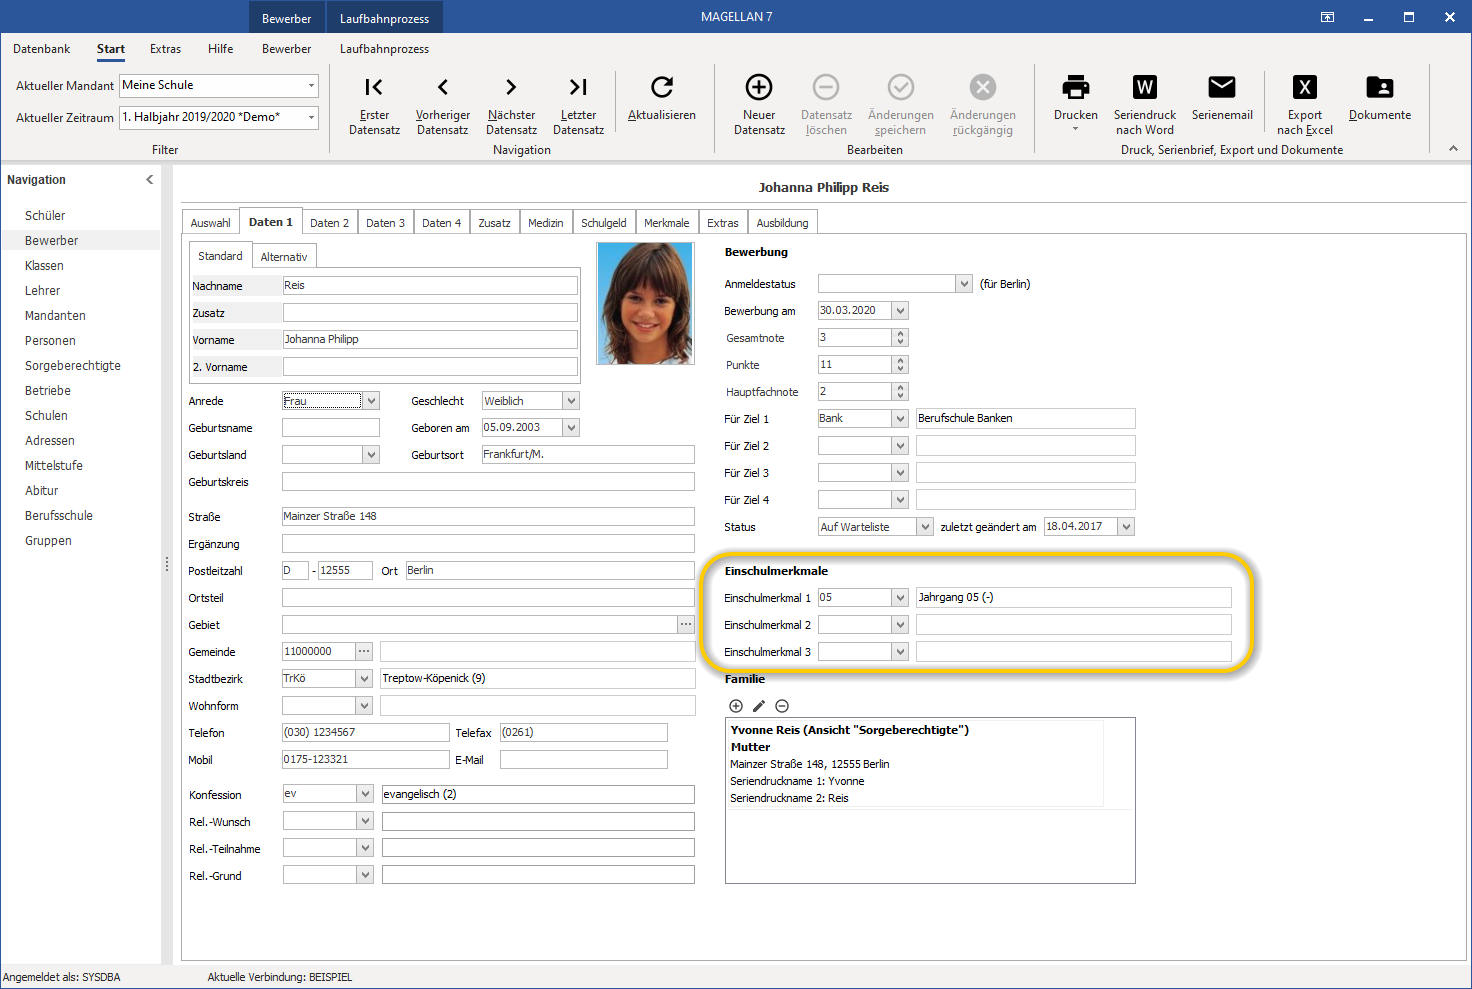 Bewerber Laufbahnprozess MAGELLAN 7
Datenbank Start Extras Hilfe Bewerber Laufbahnprozess
Aktueller Mandant Meine Schule
Aktueller Zeitraum 1. Halbjahr 2019/2020 *Demo*
Filter
Erster Datensatz
Vorheriger Datensatz
Nächster Datensatz
Letzter Datensatz
Aktualisieren
Navigation
Neuer Datensatz
Datensatz löschen
Änderungen speichern
Änderungen rückgängig
Bearbeiten
Drucken
W
Seriendruck nach Word
Serienemail
X
Export nach Excel
Dokumente
Druck, Serienbrief, Export und Dokumente
Navigation
Schüler
Bewerber
Klassen
Lehrer
Mandanten
Personen
Sorgeberechtigte
Betriebe
Schulen
Adressen
Mittelstufe
Abitur
Berufsschule
Gruppen
Johanna Philipp Reis
Auswahl Daten 1 Daten 2 Daten 3 Daten 4 Zusatz Medizin Schulgeld Merkmale Extras Ausbildung
Standard Alternativ
Nachname Reis
Zusatz
Vorname Johanna Philipp
2. Vorname
Anrede Frau Geschlecht Weiblich
Geburtsname Geboren am 05.09.2003
Geburtsland Geburtsort Frankfurt/M.
Geburtskreis
Straße Mainzer Straße 148
Ergänzung
Postleitzahl D - 12555 Ort Berlin
Ortsteil
Gebiet ...
Gemeinde 11000000 ...
Stadtbezirk TrKö Treptow-Köpenick (9)
Wohnform
Telefon (030) 1234567 Telefax (0261)
Mobil 0175-123321 E-Mail
Konfession ev evangelisch (2)
Rel.-Wunsch
Rel.-Teilnahme
Rel.-Grund
Bewerbung
Anmeldestatus (für Berlin)
Bewerbung am 30.03.2020
Gesamtnote 3
Punkte 11
Hauptfachnote 2
Für Ziel 1 Bank Berufschule Banken
Für Ziel 2
Für Ziel 3
Für Ziel 4
Status Auf Warteliste zuletzt geändert am 18.04.2017
Einschulmerkmale
Einschulmerkmal 1 05 Jahrgang 05 (-)
Einschulmerkmal 2
Einschulmerkmal 3
Familie
Yvonne Reis (Ansicht "Sorgeberechtigte")
Mutter
Mainzer Straße 148, 12555 Berlin
Seriendruckname 1: Yvonne
Seriendruckname 2: Reis
Angemeldet als: SYSDBA Aktuelle Verbindung: BEISPIEL